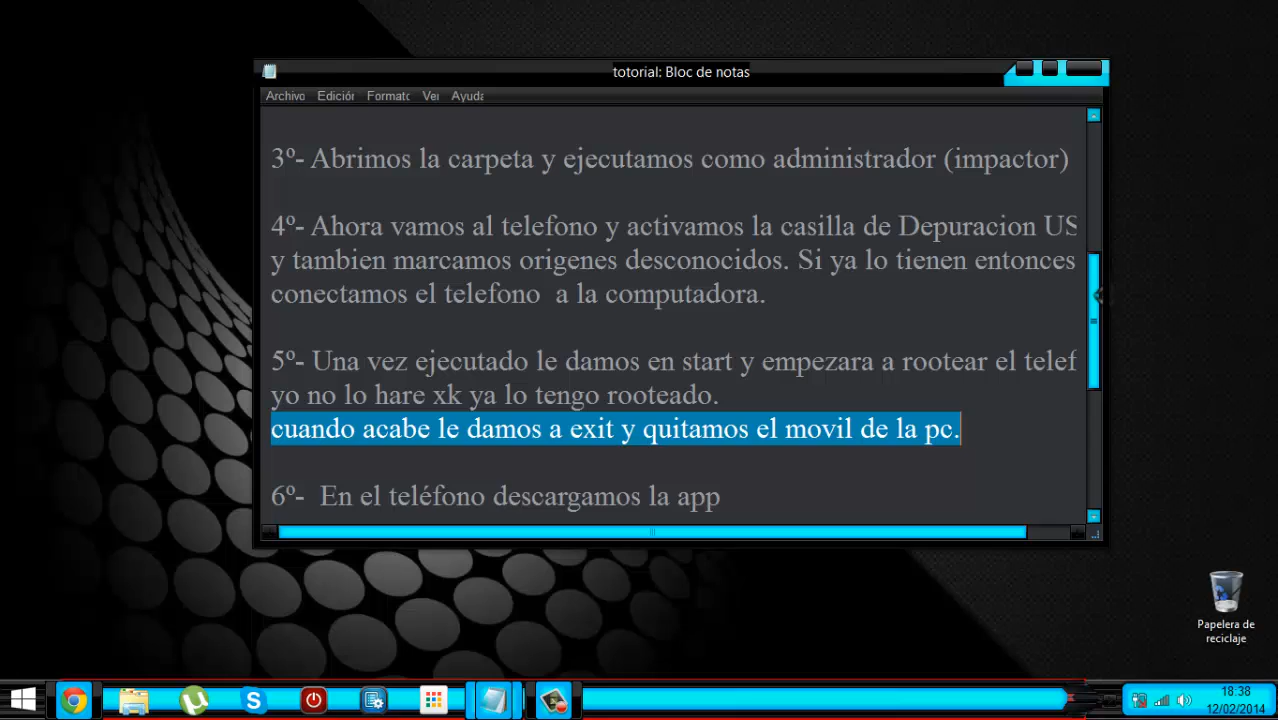 totorial: Bloc de notas
Archivo Edición Formato Ver Ayuda
3º- Abrimos la carpeta y ejecutamos como administrador (impactor)
4º- Ahora vamos al telefono y activamos la casilla de Depuracion US
y tambien marcamos origenes desconocidos. Si ya lo tienen entonces
conectamos el telefono  a la computadora.
5º- Una vez ejecutado le damos en start y empezara a rootear el telef
yo no lo hare xk ya lo tengo rooteado.
cuando acabe le damos a exit y quitamos el movil de la pc.
6º-  En el teléfono descargamos la app
Papelera de
reciclaje
18:38
12/02/2014